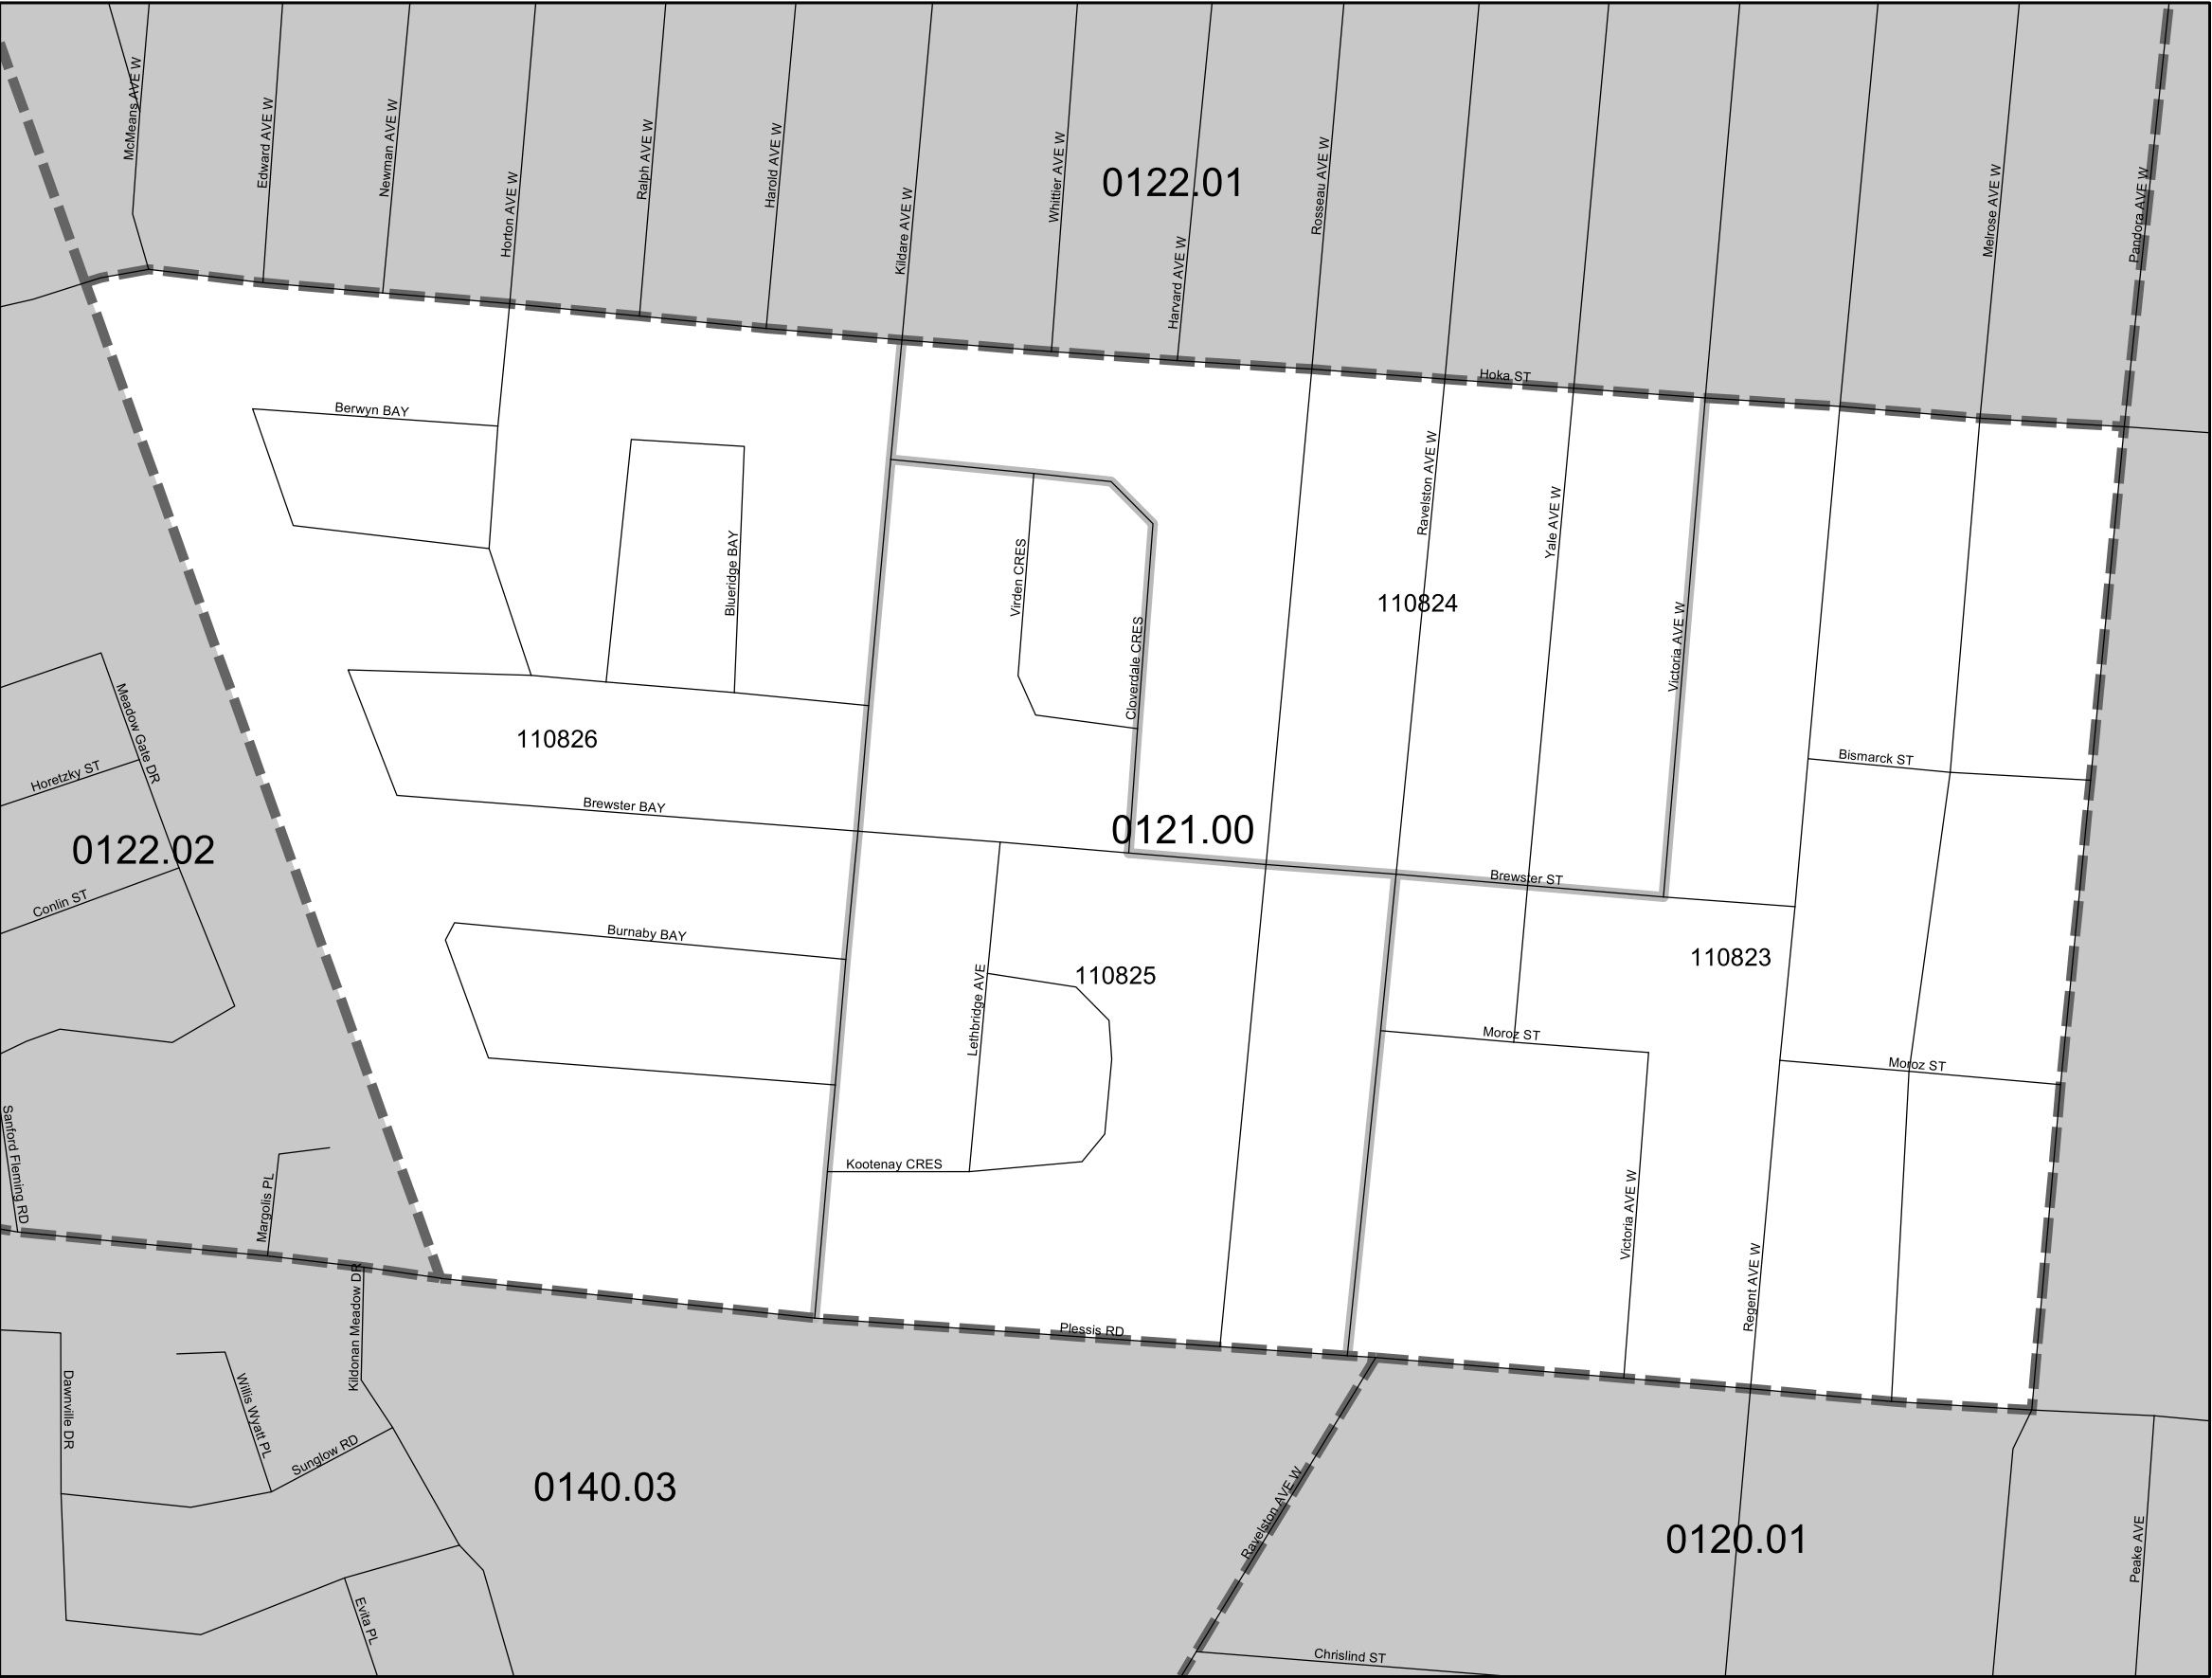 McMeans AVE W
Edward AVE W
Newman AVE W
Horton AVE W
Ralph AVE W
Harold AVE W
Kildare AVE W
Whittier AVE W
0122.01
Harvard AVE W
Rosseau AVE W
Melrose AVE W
Pandora AVE W
Hoka ST
Berwyn BAY
Blueridge BAY
Virden CRES
Cloverdale CRES
Ravelston AVE W
Yale AVE W
110824
Victoria AVE W
Meadow Gate DR
Horetzky ST
110826
Bismarck ST
Brewster BAY
0121.00
0122.02
Conlin ST
Brewster ST
Burnaby BAY
Lethbridge AVE
110825
110823
Moroz ST
Moroz ST
Sanford Fleming RD
Margolis PL
Kootenay CRES
Victoria AVE W
Regent AVE W
Kildonan Meadow DR
Plessis RD
Dawnville DR
Willis Wyatt PL
Sunglow RD
0140.03
Ravelston AVE W
0120.01
Peake AVE
Evita PL
Chrislind ST